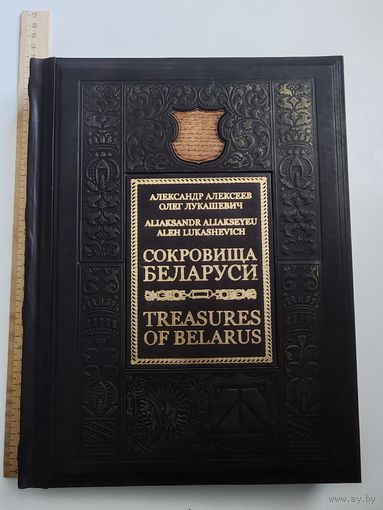 АЛЕКСАНДР АЛЕКСЕЕВ
ОЛЕГ ЛУКАШЕВИЧ
ALIAKSANDR ALIAKSEYEU
ALEH LUKASHEVICH
СОКРОВИЩА
БЕЛАРУСИ
TREASURES
OF BELARUS
www.ay.by